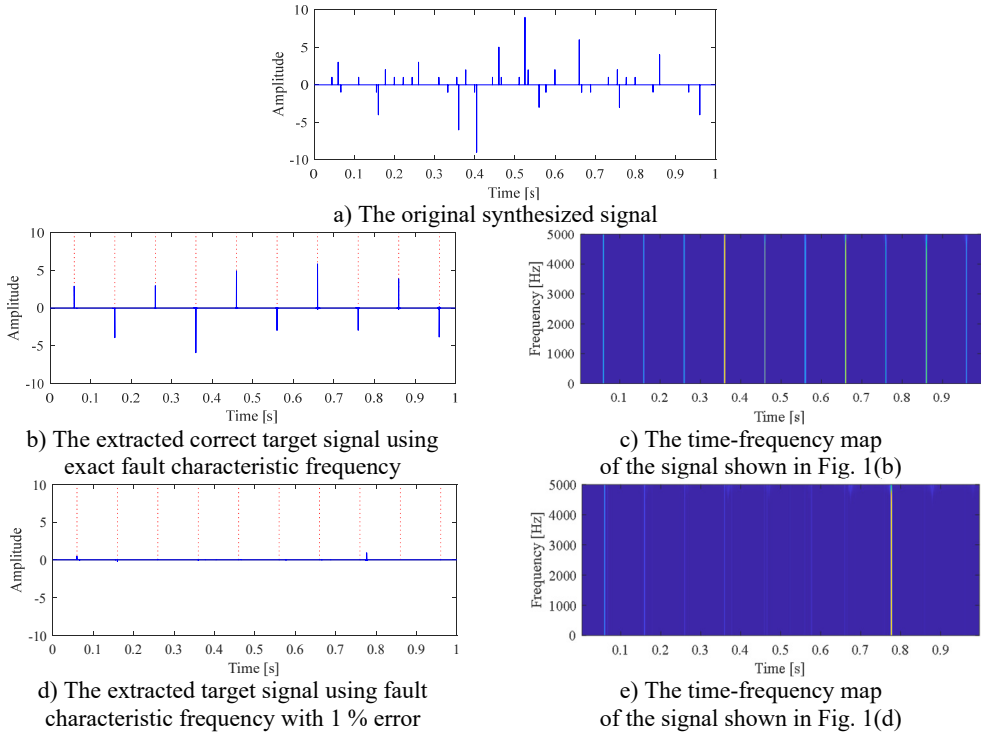 10
5
0
-5
-10
Amplitude
0 0.1 0.2 0.3 0.4 0.5 0.6 0.7 0.8 0.9 1
Time [s]
a) The original synthesized signal
10
5
0
-5
-10
Amplitude
0 0.1 0.2 0.3 0.4 0.5 0.6 0.7 0.8 0.9 1
Time [s]
b) The extracted correct target signal using
exact fault characteristic frequency
5000
4000
3000
2000
1000
0
Frequency [Hz]
0.1 0.2 0.3 0.4 0.5 0.6 0.7 0.8 0.9
Time [s]
c) The time-frequency map
of the signal shown in Fig. 1(b)
10
5
0
-5
-10
Amplitude
0 0.1 0.2 0.3 0.4 0.5 0.6 0.7 0.8 0.9 1
Time [s]
d) The extracted target signal using fault
characteristic frequency with 1 % error
5000
4000
3000
2000
1000
0
Frequency [Hz]
0.1 0.2 0.3 0.4 0.5 0.6 0.7 0.8 0.9
Time [s]
e) The time-frequency map
of the signal shown in Fig. 1(d)